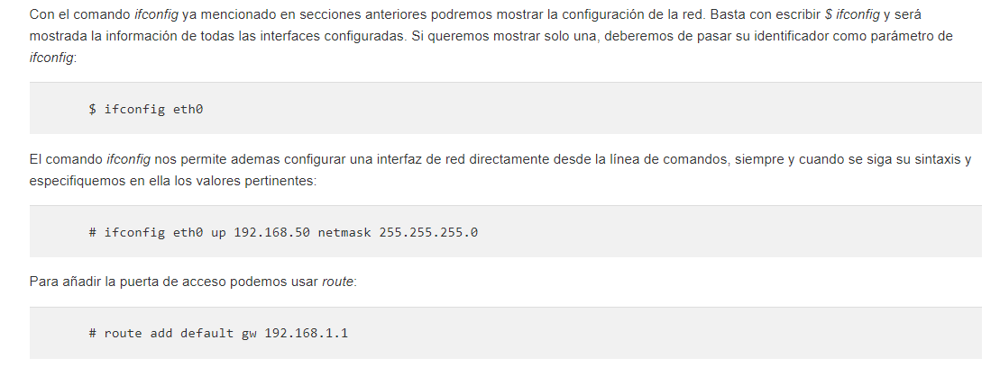 Con el comando ifconfig ya mencionado en secciones anteriores podremos mostrar la configuración de la red. Basta con escribir $ ifconfig y será
mostrada la información de todas las interfaces configuradas. Si queremos mostrar solo una, deberemos de pasar su identificador como parámetro de
ifconfig:
$ ifconfig eth0
El comando ifconfig nos permite ademas configurar una interfaz de red directamente desde la línea de comandos, siempre y cuando se siga su sintaxis y
especifiquemos en ella los valores pertinentes:
# ifconfig eth0 up 192.168.50 netmask 255.255.255.0
Para añadir la puerta de acceso podemos usar route:
# route add default gw 192.168.1.1